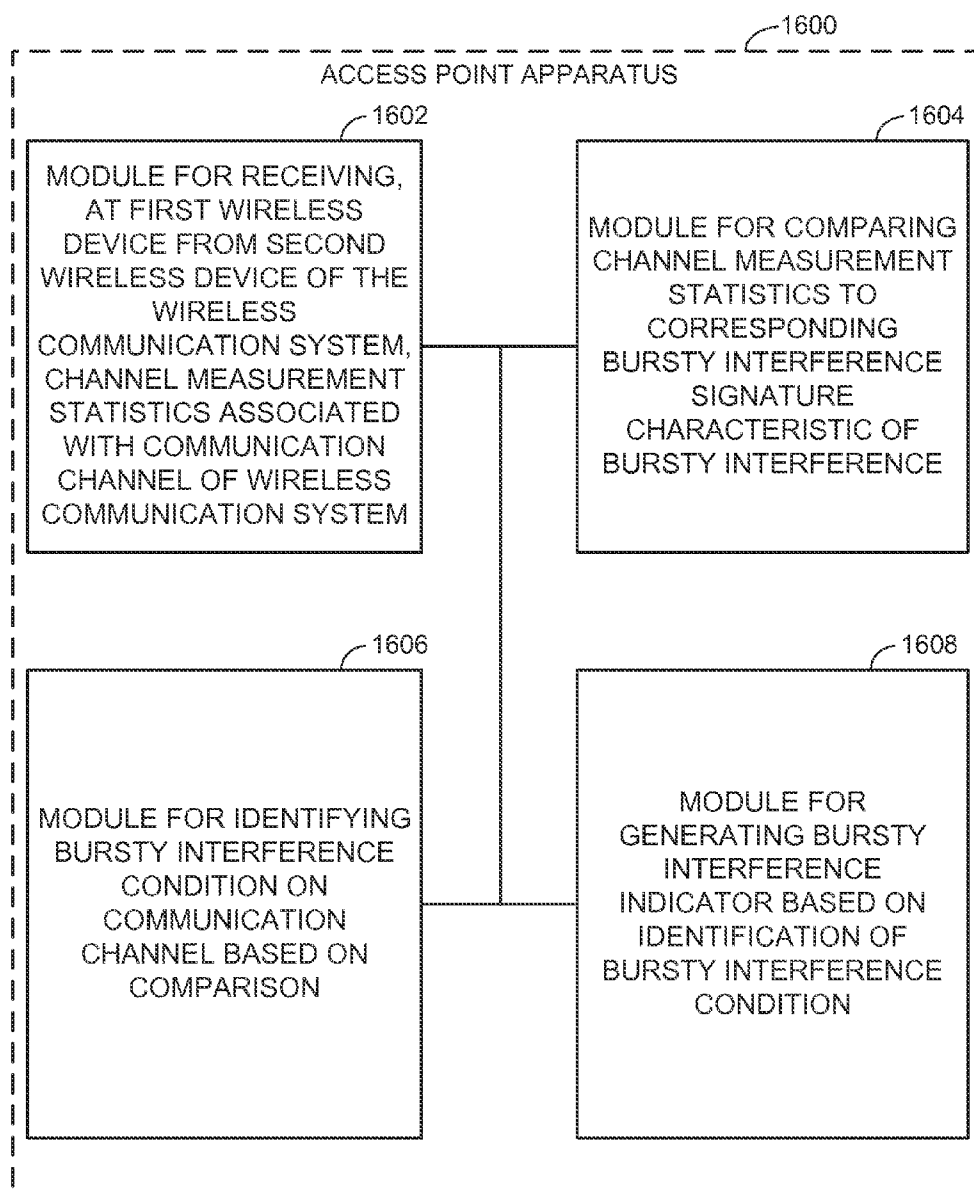 1600
ACCESS POINT APPARATUS
1602
MODULE FOR RECEIVING,
AT FIRST WIRELESS
DEVICE FROM SECOND
WIRELESS DEVICE OF THE
WIRELESS
COMMUNICATION SYSTEM,
CHANNEL MEASUREMENT
STATISTICS ASSOCIATED
WITH COMMUNICATION
CHANNEL OF WIRELESS
COMMUNICATION SYSTEM
1604
MODULE FOR COMPARING
CHANNEL MEASUREMENT
STATISTICS TO
CORRESPONDING
BURSTY INTERFERENCE
SIGNATURE
CHARACTERISTIC OF
BURSTY INTERFERENCE
1606
MODULE FOR IDENTIFYING
BURSTY INTERFERENCE
CONDITION ON
COMMUNICATION
CHANNEL BASED ON
COMPARISON
1608
MODULE FOR
GENERATING BURSTY
INTERFERENCE
INDICATOR BASED ON
IDENTIFICATION OF
BURSTY INTERFERENCE
CONDITION